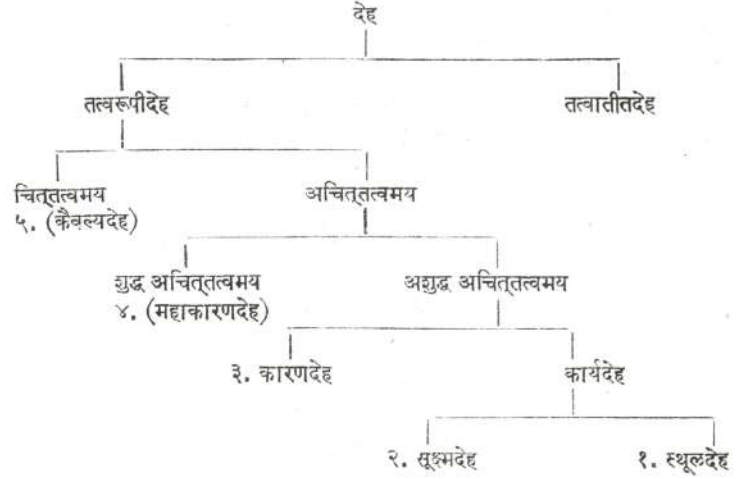 देह
तत्वरूपीदेह तत्वातीतदेह
चित्‌तत्वमय अचित्‌तत्वमय
५. (कैवल्यदेह)
शुद्ध अचित्‌तत्वमय अशुद्ध अचित्‌तत्वमय
४. (महाकारणदेह)
३. कारणदेह कार्यदेह
२. सूक्ष्मदेह १. स्थूलदेह